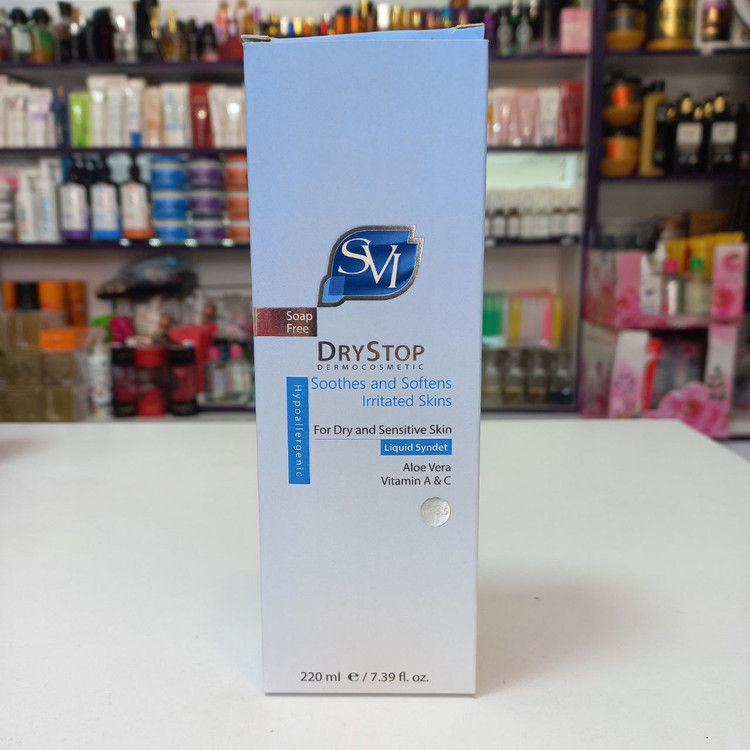 SVI
Soap
Free
DRYSTOP
DERMOCOSMETIC
Soothes and Softens
Irritated Skins
Hypoallergenic
For Dry and Sensitive Skin
Liquid Syndet
Aloe Vera
Vitamin A & C
220 ml ℮ / 7.39 fl. oz.